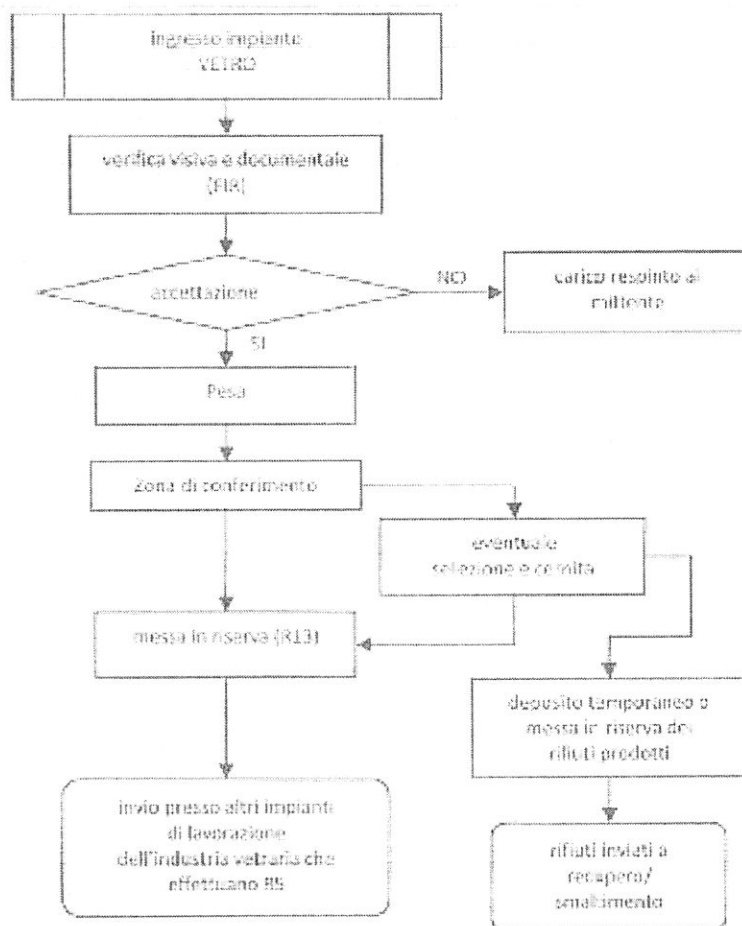 ingresso impianto
VETRO
verifica visiva e documentale
(FIR)
accettazione
NO
carico respinto al
mittente
SI
Pesa
Zona di conferimento
eventuale
selezione e cernita
messa in riserva (R13)
deposito temporaneo o
messa in riserva dei
rifiuti prodotti
invio presso altri impianti
di lavorazione
dell'industria vetraria che
effettuano R5
rifiuti inviati a
recupero/
smaltimento